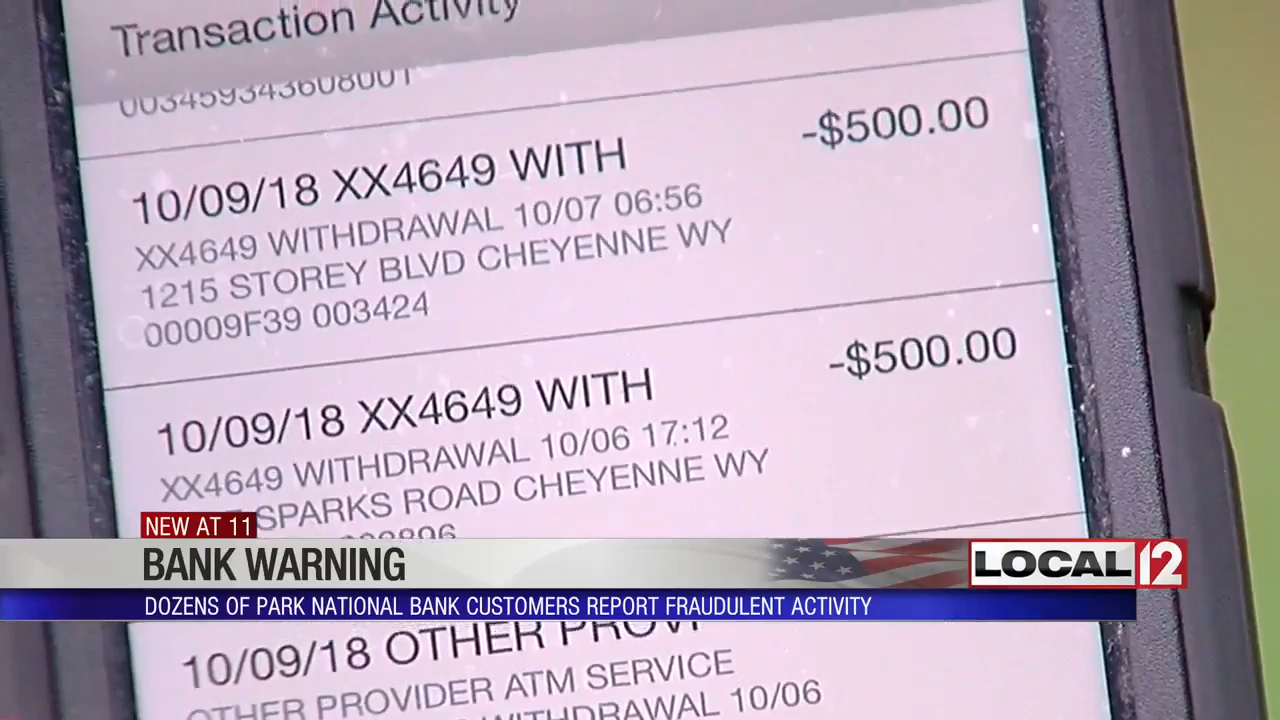 Transaction Activity
003459343608001
10/09/18 XX4649 WITH
-$500.00
XX4649 WITHDRAWAL 10/07 06:56
1215 STOREY BLVD CHEYENNE WY
00009F39 003424
10/09/18 XX4649 WITH
-$500.00
XX4649 WITHDRAWAL 10/06 17:12
SPARKS ROAD CHEYENNE WY
NEW AT 11
BANK WARNING
LOCAL 12
DOZENS OF PARK NATIONAL BANK CUSTOMERS REPORT FRAUDULENT ACTIVITY
10/09/18 OTHER PROVI
OTHER PROVIDER ATM SERVICE
WITHDRAWAL 10/06